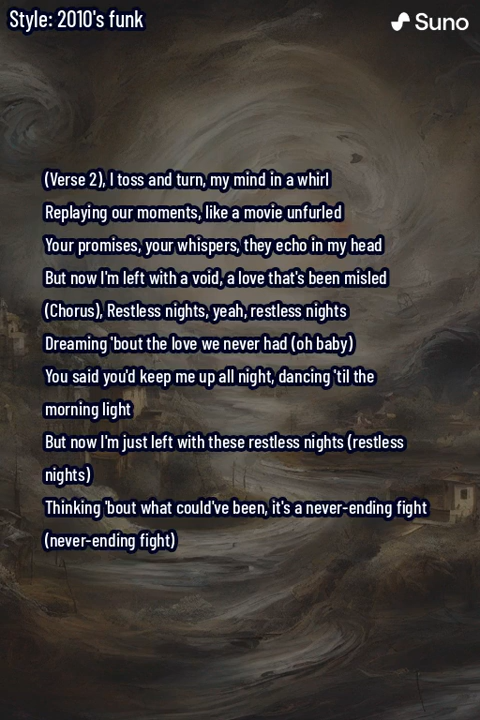 Style: 2010's funk
Suno
(Verse 2), I toss and turn, my mind in a whirl
Replaying our moments, like a movie unfurled
Your promises, your whispers, they echo in my head
But now I'm left with a void, a love that's been misled
(Chorus), Restless nights, yeah, restless nights
Dreaming 'bout the love we never had (oh baby)
You said you'd keep me up all night, dancing 'til the
morning light
But now I'm just left with these restless nights (restless
nights)
Thinking 'bout what could've been, it's a never-ending fight
(never-ending fight)